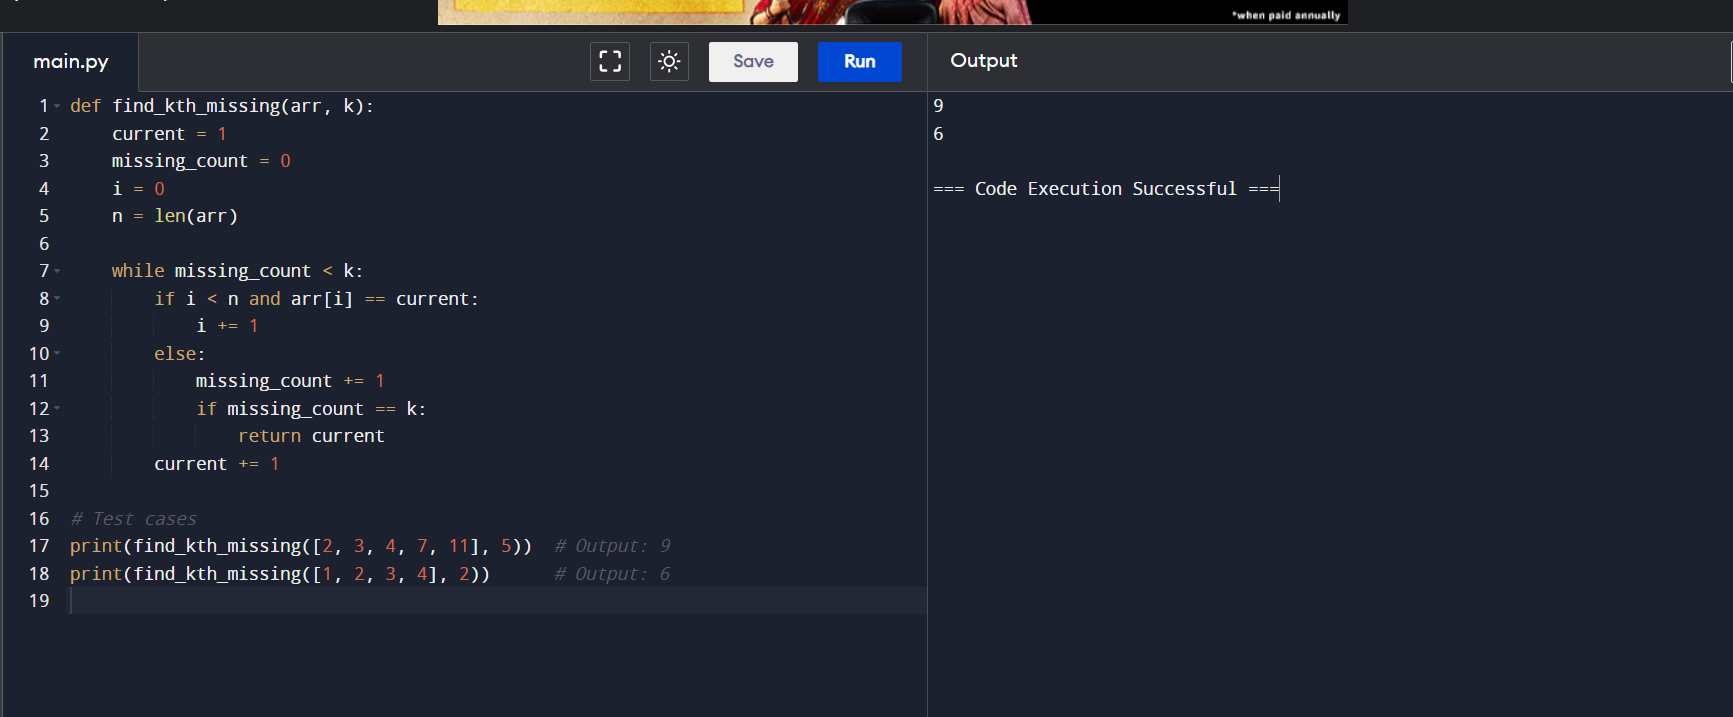 *when paid annually
main.py
Save
Run
Output
1 def find_kth_missing(arr, k):
2     current = 1
3     missing_count = 0
4     i = 0
5     n = len(arr)
6
7     while missing_count < k:
8         if i < n and arr[i] == current:
9             i += 1
10         else:
11             missing_count += 1
12             if missing_count == k:
13                 return current
14         current += 1
15
16 # Test cases
17 print(find_kth_missing([2, 3, 4, 7, 11], 5))  # Output: 9
18 print(find_kth_missing([1, 2, 3, 4], 2))      # Output: 6
19
9
6
=== Code Execution Successful ===